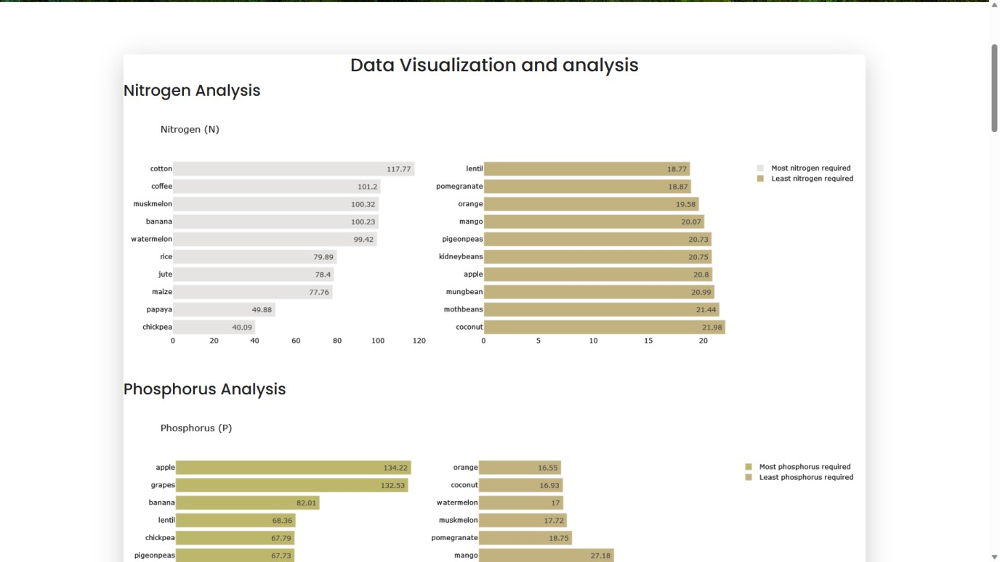 Data Visualization and analysis
Nitrogen Analysis
Nitrogen (N)
cotton 117.77
coffee 101.2
muskmelon 100.32
banana 100.23
watermelon 99.42
rice 79.89
jute 78.4
maize 77.76
papaya 49.88
chickpea 40.09
0 20 40 60 80 100 120
lentil 18.77
pomegranate 18.87
orange 19.58
mango 20.07
pigeonpeas 20.73
kidneybeans 20.75
apple 20.8
mungbean 20.99
mothbeans 21.44
coconut 21.98
0 5 10 15 20
Most nitrogen required
Least nitrogen required
Phosphorus Analysis
Phosphorus (P)
apple 134.22
grapes 132.53
banana 82.01
lentil 68.36
chickpea 67.79
pigeonpeas 67.73
orange 16.55
coconut 16.93
watermelon 17
muskmelon 17.72
pomegranate 18.75
mango 27.18
Most phosphorus required
Least phosphorus required